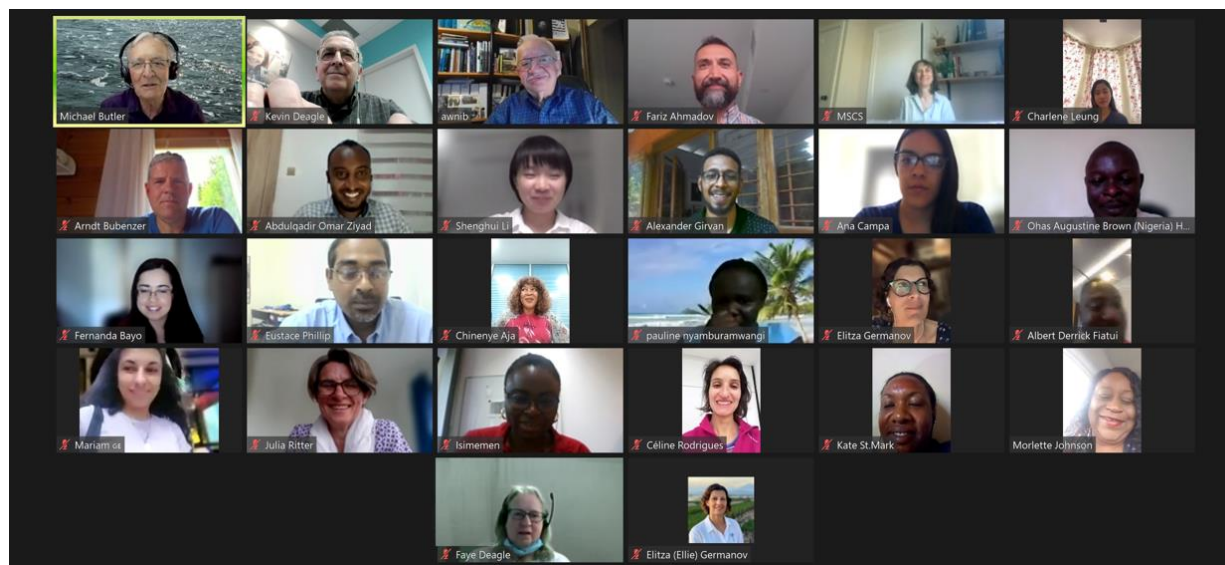 Michael Butler
Kevin Deagle
awnib
Fariz Ahmadov
MSCS
Charlene Leung
Arndt Bubenzer
Abdulqadir Omar Ziyad
Shenghui Li
Alexander Girvan
Ana Campa
Ohas Augustine Brown (Nigeria) H...
Fernanda Bayo
Eustace Phillip
Chinenye Aja
pauline nyamburamwangi
Elitza Germanov
Albert Derrick Fiatui
Mariam GE
Julia Ritter
Isimemen
Céline Rodrigues
Kate St.Mark
Morlette Johnson
Faye Deagle
Elitza (Ellie) Germanov